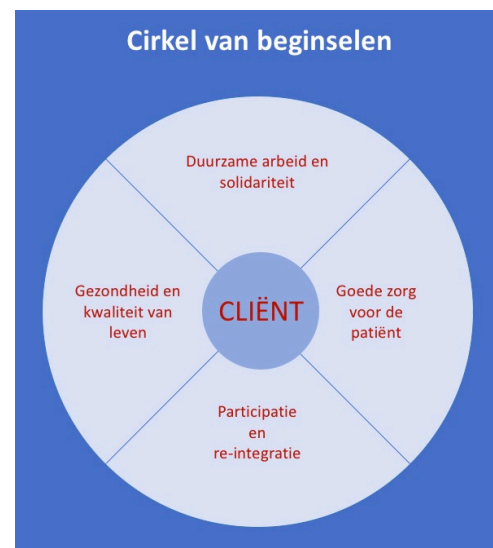 Cirkel van beginselen
Duurzame arbeid en
solidariteit
Gezondheid en
kwaliteit van
leven
CLIËNT
Goede zorg
voor de
patiënt
Participatie
en
re-integratie